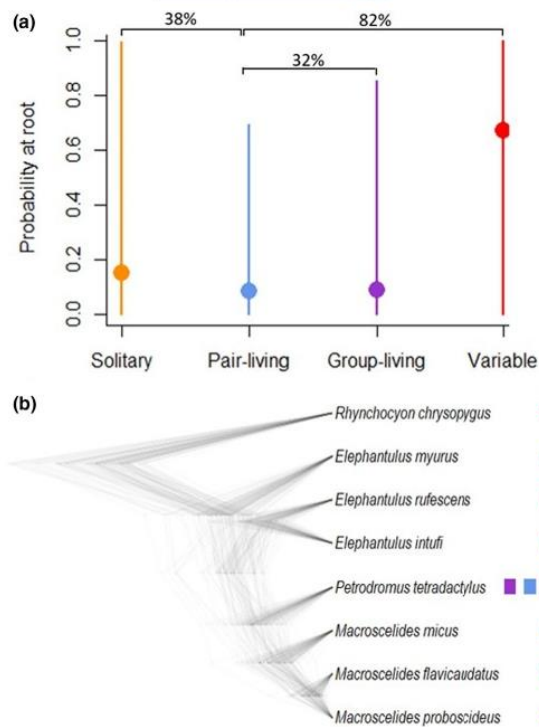 (a)
38%
82%
32%
Probability at root
1.0
0.8
0.6
0.4
0.2
0.0
Solitary
Pair-living
Group-living
Variable
(b)
Rhynchocyon chrysopygus
Elephantulus myurus
Elephantulus rufescens
Elephantulus intufi
Petrodromus tetradactylus
Macroscelides micus
Macroscelides flavicaudatus
Macroscelides proboscideus